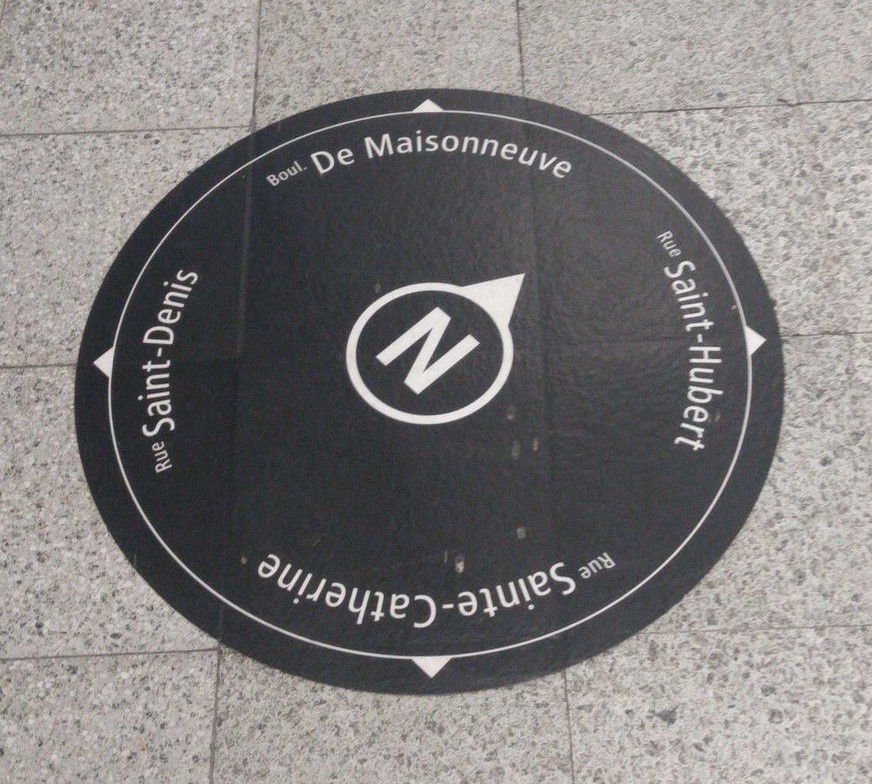 Boul. De Maisonneuve
Rue Saint-Hubert
Rue Sainte-Catherine
Rue Saint-Denis
N